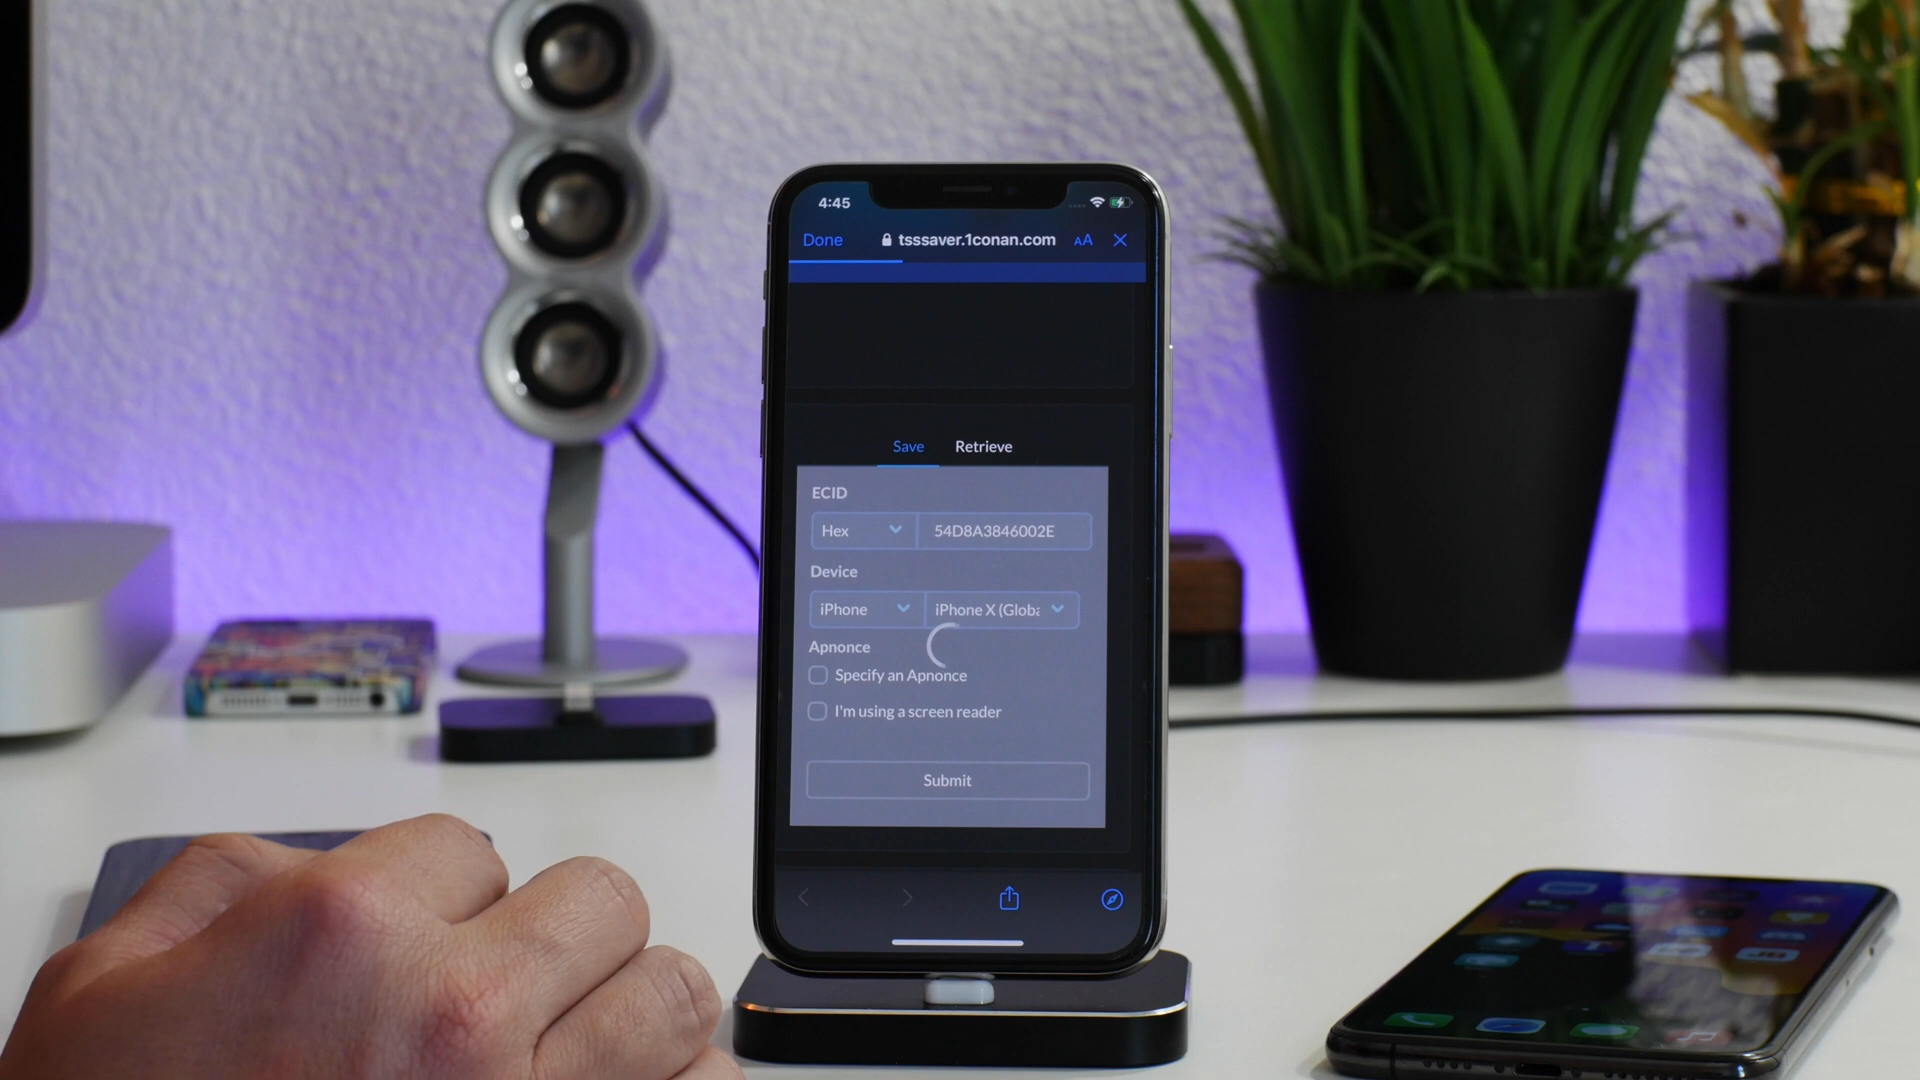 4:45
Done tsssaver.1conan.com AA
Save Retrieve
ECID
Hex 54D8A3846002E
Device
iPhone iPhone X (Globa
Apnonce
Specify an Apnonce
I'm using a screen reader
Submit